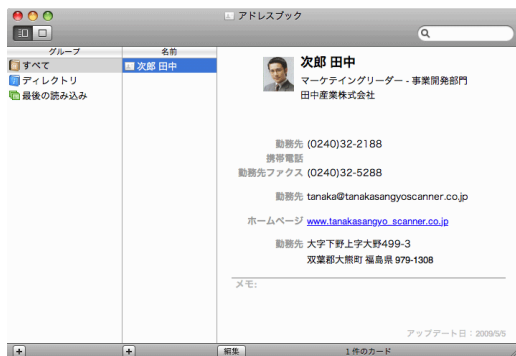 アドレスブック
グループ
名前
すべて
ディレクトリ
最後の読み込み
次郎 田中
次郎 田中
マーケテイングリーダー - 事業開発部門
田中産業株式会社
勤務先 (0240)32-2188
携帯電話
勤務先ファクス (0240)32-5288
勤務先 tanaka@tanakasangyoscanner.co.jp
ホームページ www.tanakasangyo scanner.co.jp
勤務先 大字下野上字大野499-3
双葉郡大熊町 福島県 979-1308
メモ:
アップデート日：2009/5/5
編集
1 件のカード